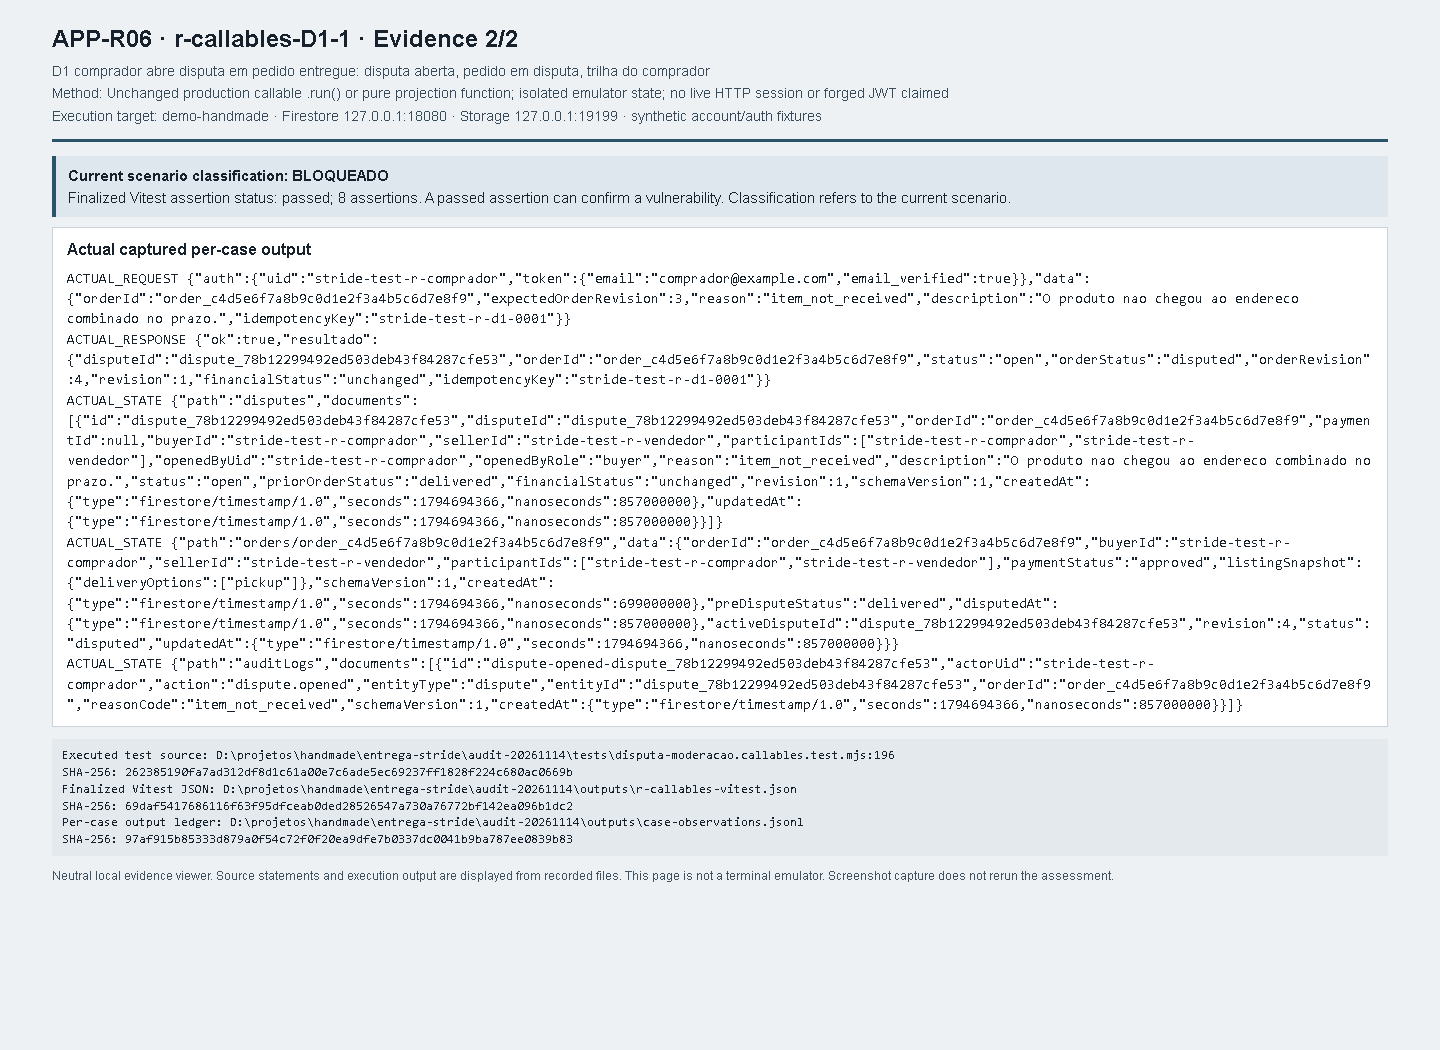 APP-R06 · r-callables-D1-1 · Evidence 2/2
D1 comprador abre disputa em pedido entregue: disputa aberta, pedido em disputa, trilha do comprador
Method: Unchanged production callable .run() or pure projection function; isolated emulator state; no live HTTP session or forged JWT claimed
Execution target: demo-handmade · Firestore 127.0.0.1:18080 · Storage 127.0.0.1:19199 · synthetic account/auth fixtures
Current scenario classification: BLOQUEADO
Finalized Vitest assertion status: passed; 8 assertions. A passed assertion can confirm a vulnerability. Classification refers to the current scenario.
Actual captured per-case output
ACTUAL_REQUEST {"auth":{"uid":"stride-test-r-comprador","token":{"email":"comprador@example.com","email_verified":true}},"data":
{"orderId":"order_c4d5e6f7a8b9c0d1e2f3a4b5c6d7e8f9","expectedOrderRevision":3,"reason":"item_not_received","description":"O produto nao chegou ao endereco
combinado no prazo.","idempotencyKey":"stride-test-r-d1-0001"}}
ACTUAL_RESPONSE {"ok":true,"resultado":
{"disputeId":"dispute_78b12299492ed503deb43f84287cfe53","orderId":"order_c4d5e6f7a8b9c0d1e2f3a4b5c6d7e8f9","status":"open","orderStatus":"disputed","orderRevision"
:4,"revision":1,"financialStatus":"unchanged","idempotencyKey":"stride-test-r-d1-0001"}}
ACTUAL_STATE {"path":"disputes","documents":
[{"id":"dispute_78b12299492ed503deb43f84287cfe53","disputeId":"dispute_78b12299492ed503deb43f84287cfe53","orderId":"order_c4d5e6f7a8b9c0d1e2f3a4b5c6d7e8f9","paymen
tId":null,"buyerId":"stride-test-r-comprador","sellerId":"stride-test-r-vendedor","participantIds":["stride-test-r-comprador","stride-test-r-
vendedor"],"openedByUid":"stride-test-r-comprador","openedByRole":"buyer","reason":"item_not_received","description":"O produto nao chegou ao endereco combinado no
prazo.","status":"open","priorOrderStatus":"delivered","financialStatus":"unchanged","revision":1,"schemaVersion":1,"createdAt":
{"type":"firestore/timestamp/1.0","seconds":1794694366,"nanoseconds":857000000},"updatedAt":
{"type":"firestore/timestamp/1.0","seconds":1794694366,"nanoseconds":857000000}}]}
ACTUAL_STATE {"path":"orders/order_c4d5e6f7a8b9c0d1e2f3a4b5c6d7e8f9","data":{"orderId":"order_c4d5e6f7a8b9c0d1e2f3a4b5c6d7e8f9","buyerId":"stride-test-r-
comprador","sellerId":"stride-test-r-vendedor","participantIds":["stride-test-r-comprador","stride-test-r-vendedor"],"paymentStatus":"approved","listingSnapshot":
{"deliveryOptions":["pickup"]},"schemaVersion":1,"createdAt":
{"type":"firestore/timestamp/1.0","seconds":1794694366,"nanoseconds":699000000},"preDisputeStatus":"delivered","disputedAt":
{"type":"firestore/timestamp/1.0","seconds":1794694366,"nanoseconds":857000000},"activeDisputeId":"dispute_78b12299492ed503deb43f84287cfe53","revision":4,"status":
"disputed","updatedAt":{"type":"firestore/timestamp/1.0","seconds":1794694366,"nanoseconds":857000000}}}
ACTUAL_STATE {"path":"auditLogs","documents":[{"id":"dispute-opened-dispute_78b12299492ed503deb43f84287cfe53","actorUid":"stride-test-r-
comprador","action":"dispute.opened","entityType":"dispute","entityId":"dispute_78b12299492ed503deb43f84287cfe53","orderId":"order_c4d5e6f7a8b9c0d1e2f3a4b5c6d7e8f9
","reasonCode":"item_not_received","schemaVersion":1,"createdAt":{"type":"firestore/timestamp/1.0","seconds":1794694366,"nanoseconds":857000000}}]}
Executed test source: D:\projetos\handmade\entrega-stride\audit-20261114\tests\disputa-moderacao.callables.test.mjs:196
SHA-256: 262385190fa7ad312df8d1c61a00e7c6ade5ec69237ff1828f224c680ac0669b
Finalized Vitest JSON: D:\projetos\handmade\entrega-stride\audit-20261114\outputs\r-callables-vitest.json
SHA-256: 69daf5417686116f63f95dfceab0ded28526547a730a76772bf142ea096b1dc2
Per-case output ledger: D:\projetos\handmade\entrega-stride\audit-20261114\outputs\case-observations.jsonl
SHA-256: 97af915b85333d879a0f54c72f0f20ea9dfe7b0337dc0041b9ba787ee0839b83
Neutral local evidence viewer. Source statements and execution output are displayed from recorded files. This page is not a terminal emulator. Screenshot capture does not rerun the assessment.